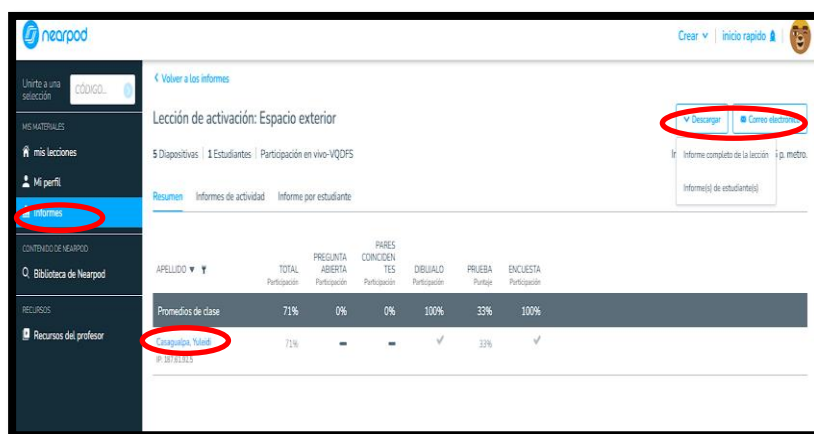 nearpod
Crear
inicio rapido
Unirte a una
selección
CÓDIGO...
Volver a los informes
MIS MATERIALES
mis lecciones
Mi perfil
Informes
CONTENIDO DE NEARPOD
Biblioteca de Nearpod
RECURSOS
Recursos del profesor
Lección de activación: Espacio exterior
Descargar
Correo electronico
5 Diapositivas | 1 Estudiantes | Participación en vivo-VQDFS
p. metro.
Informe completo de la lección
Informe(s) de estudiante(s)
Resumen Informes de actividad Informe por estudiante
APELLIDO
TOTAL
Participación
PREGUNTA
ABIERTA
Participación
PARES
COINCIDEN
TES
Participación
DIBUJALO
Participación
PRUEBA
Puntaje
ENCUESTA
Participación
Promedios de clase 71% 0% 0% 100% 33% 100%
Casagualpa, Yuleidi 71% 33%